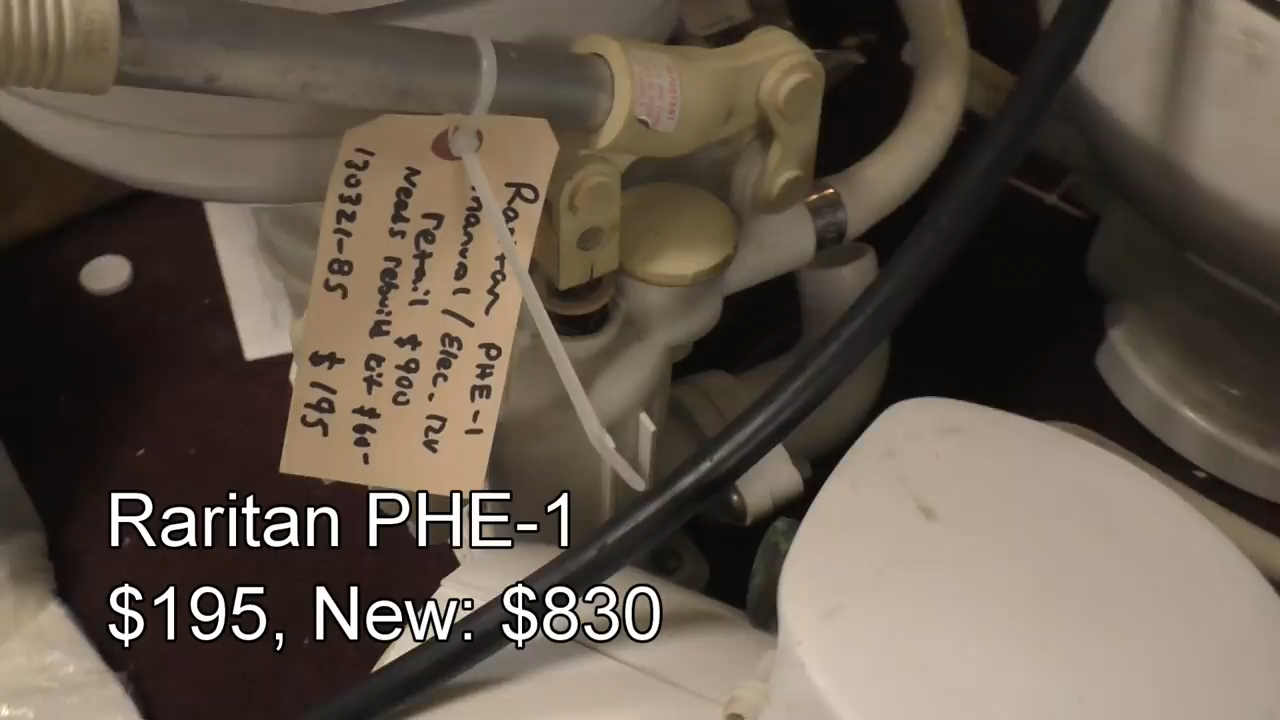 Raritan PHE-1
manual / Elec. 12v
retail $900
Needs rebuild kit $60-
130321-85 $195
Raritan PHE-1
$195, New: $830